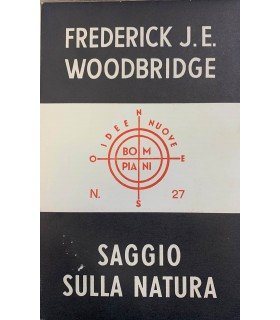 FREDERICK J. E.
WOODBRIDGE
N
IDEE NUOVE
O
BOM
PIANI
E
S
N. 27
SAGGIO
SULLA NATURA